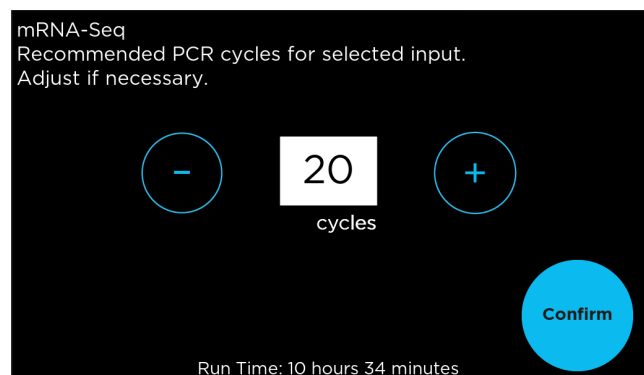 mRNA-Seq
Recommended PCR cycles for selected input.
Adjust if necessary.
− 20 +
cycles
Confirm
Run Time: 10 hours 34 minutes